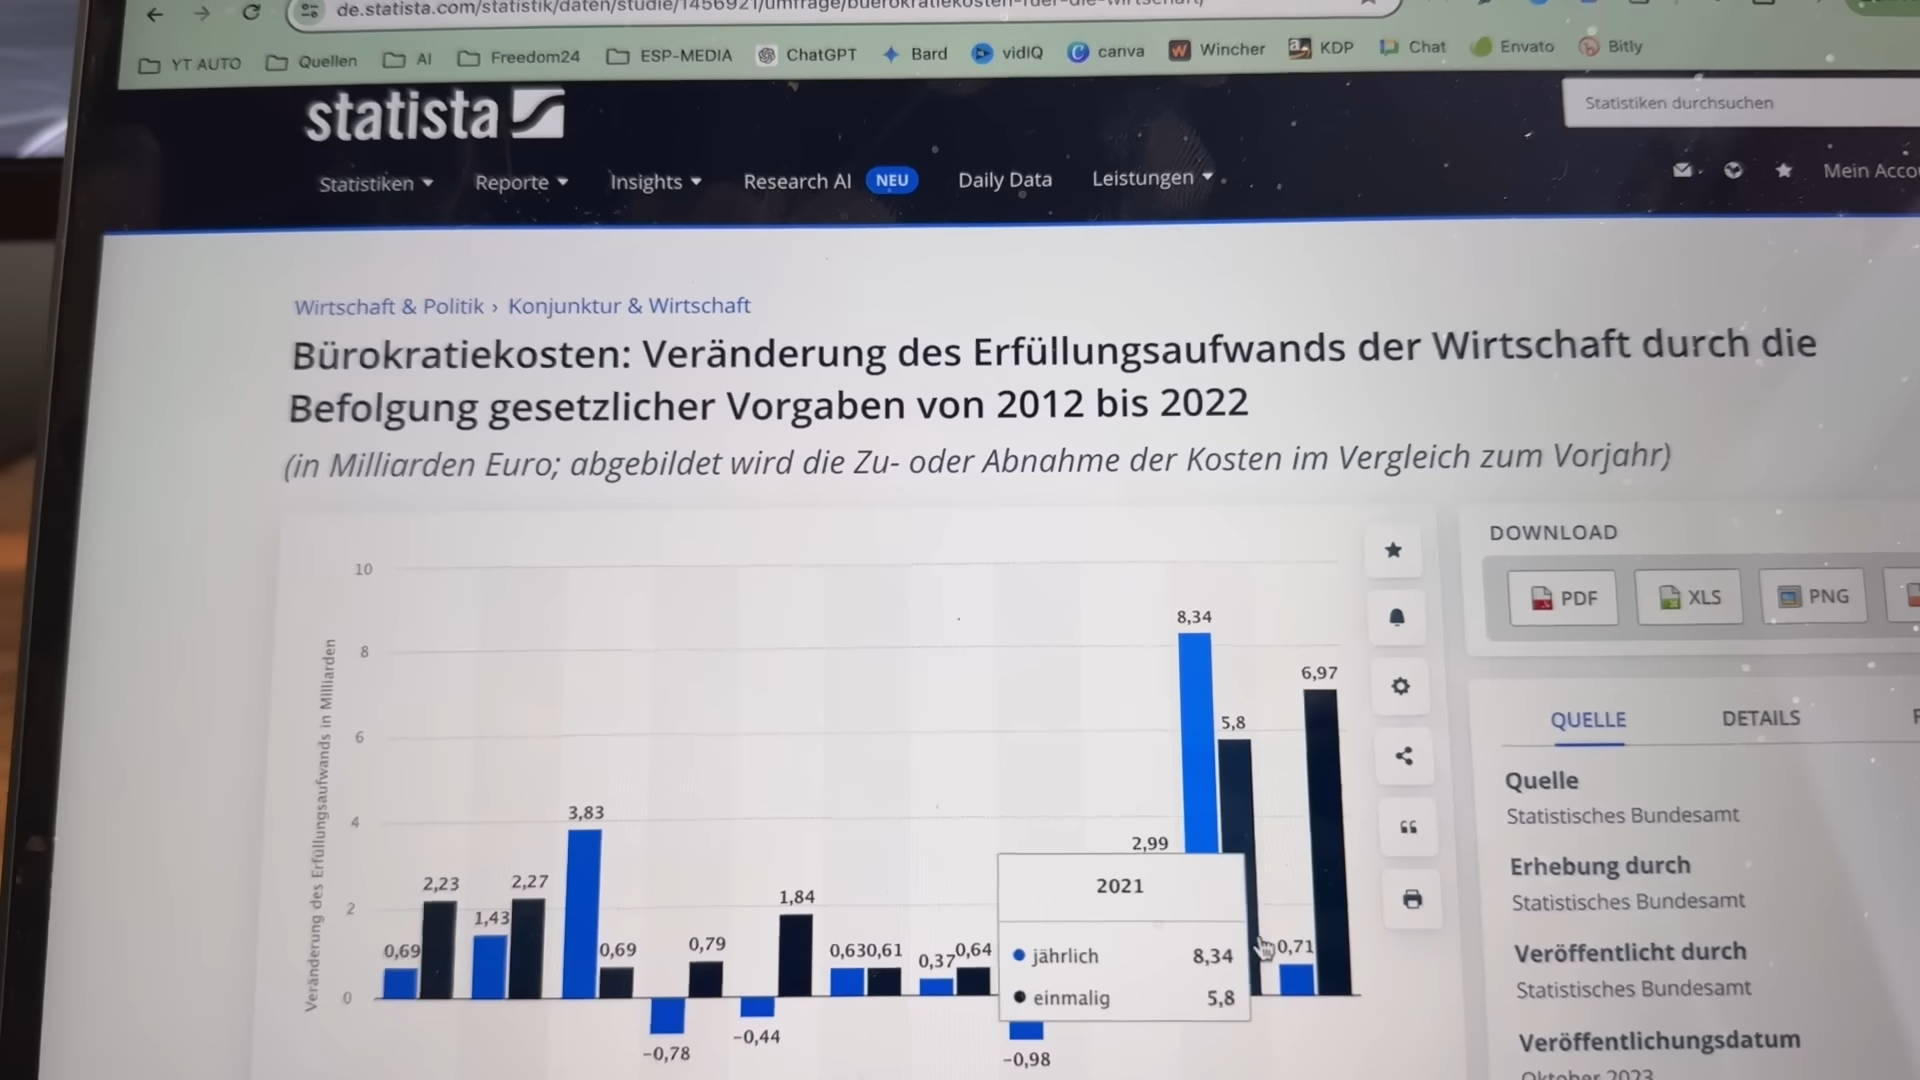 de.statista.com/statistik/daten/studie/1456921/umfrage/buerokratiekosten-fuer-die-wirtschaft/
YT AUTO Quellen AI Freedom24 ESP-MEDIA ChatGPT Bard vidIQ canva Wincher KDP Chat Envato Bitly
statista
Statistiken durchsuchen
Statistiken Reporte Insights Research AI NEU Daily Data Leistungen
Mein Acco
Wirtschaft & Politik › Konjunktur & Wirtschaft
Bürokratiekosten: Veränderung des Erfüllungsaufwands der Wirtschaft durch die
Befolgung gesetzlicher Vorgaben von 2012 bis 2022
(in Milliarden Euro; abgebildet wird die Zu- oder Abnahme der Kosten im Vergleich zum Vorjahr)
Veränderung des Erfüllungsaufwands in Milliarden
10
8
6
4
2
0
0,69
2,23
1,43
2,27
3,83
0,69
−0,78
0,79
−0,44
1,84
0,63
0,61
0,37
0,64
−0,98
2,99
8,34
5,8
0,71
6,97
2021
jährlich 8,34
einmalig 5,8
DOWNLOAD
PDF XLS PNG
QUELLE DETAILS
Quelle
Statistisches Bundesamt
Erhebung durch
Statistisches Bundesamt
Veröffentlicht durch
Statistisches Bundesamt
Veröffentlichungsdatum
Oktober 2023